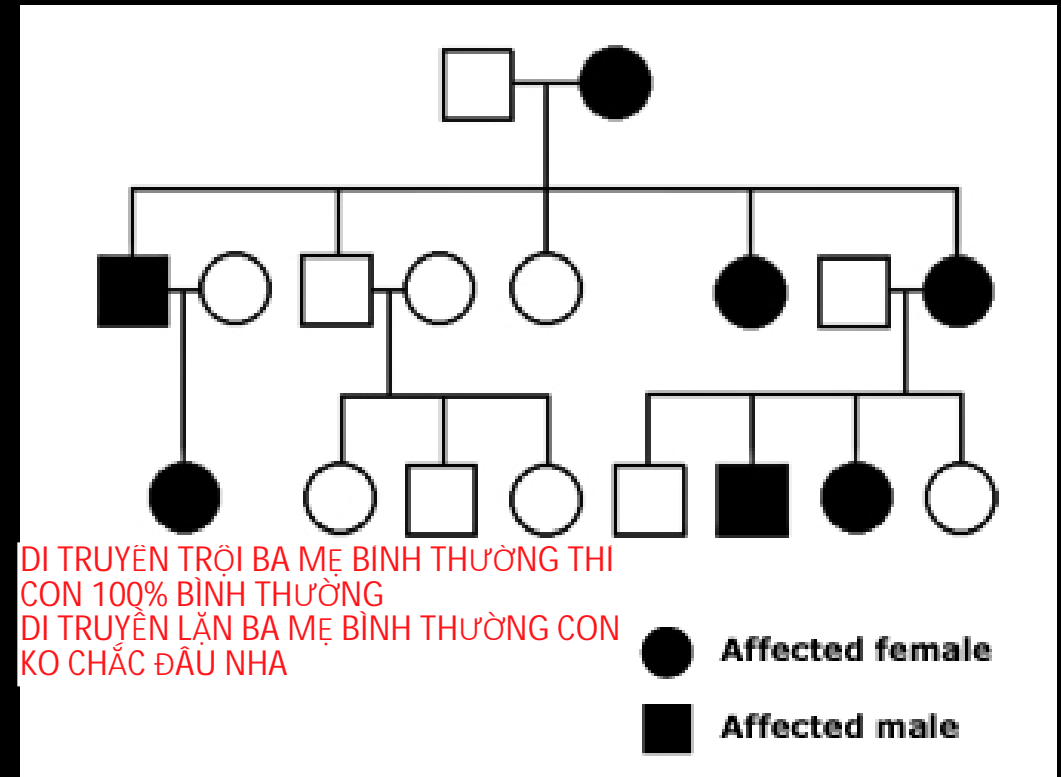 DI TRUYỀN TRỘI BA MẸ BÌNH THƯỜNG THÌ
CON 100% BÌNH THƯỜNG
DI TRUYỀN LẶN BA MẸ BÌNH THƯỜNG CON
KO CHẮC ĐÂU NHA
Affected female
Affected male